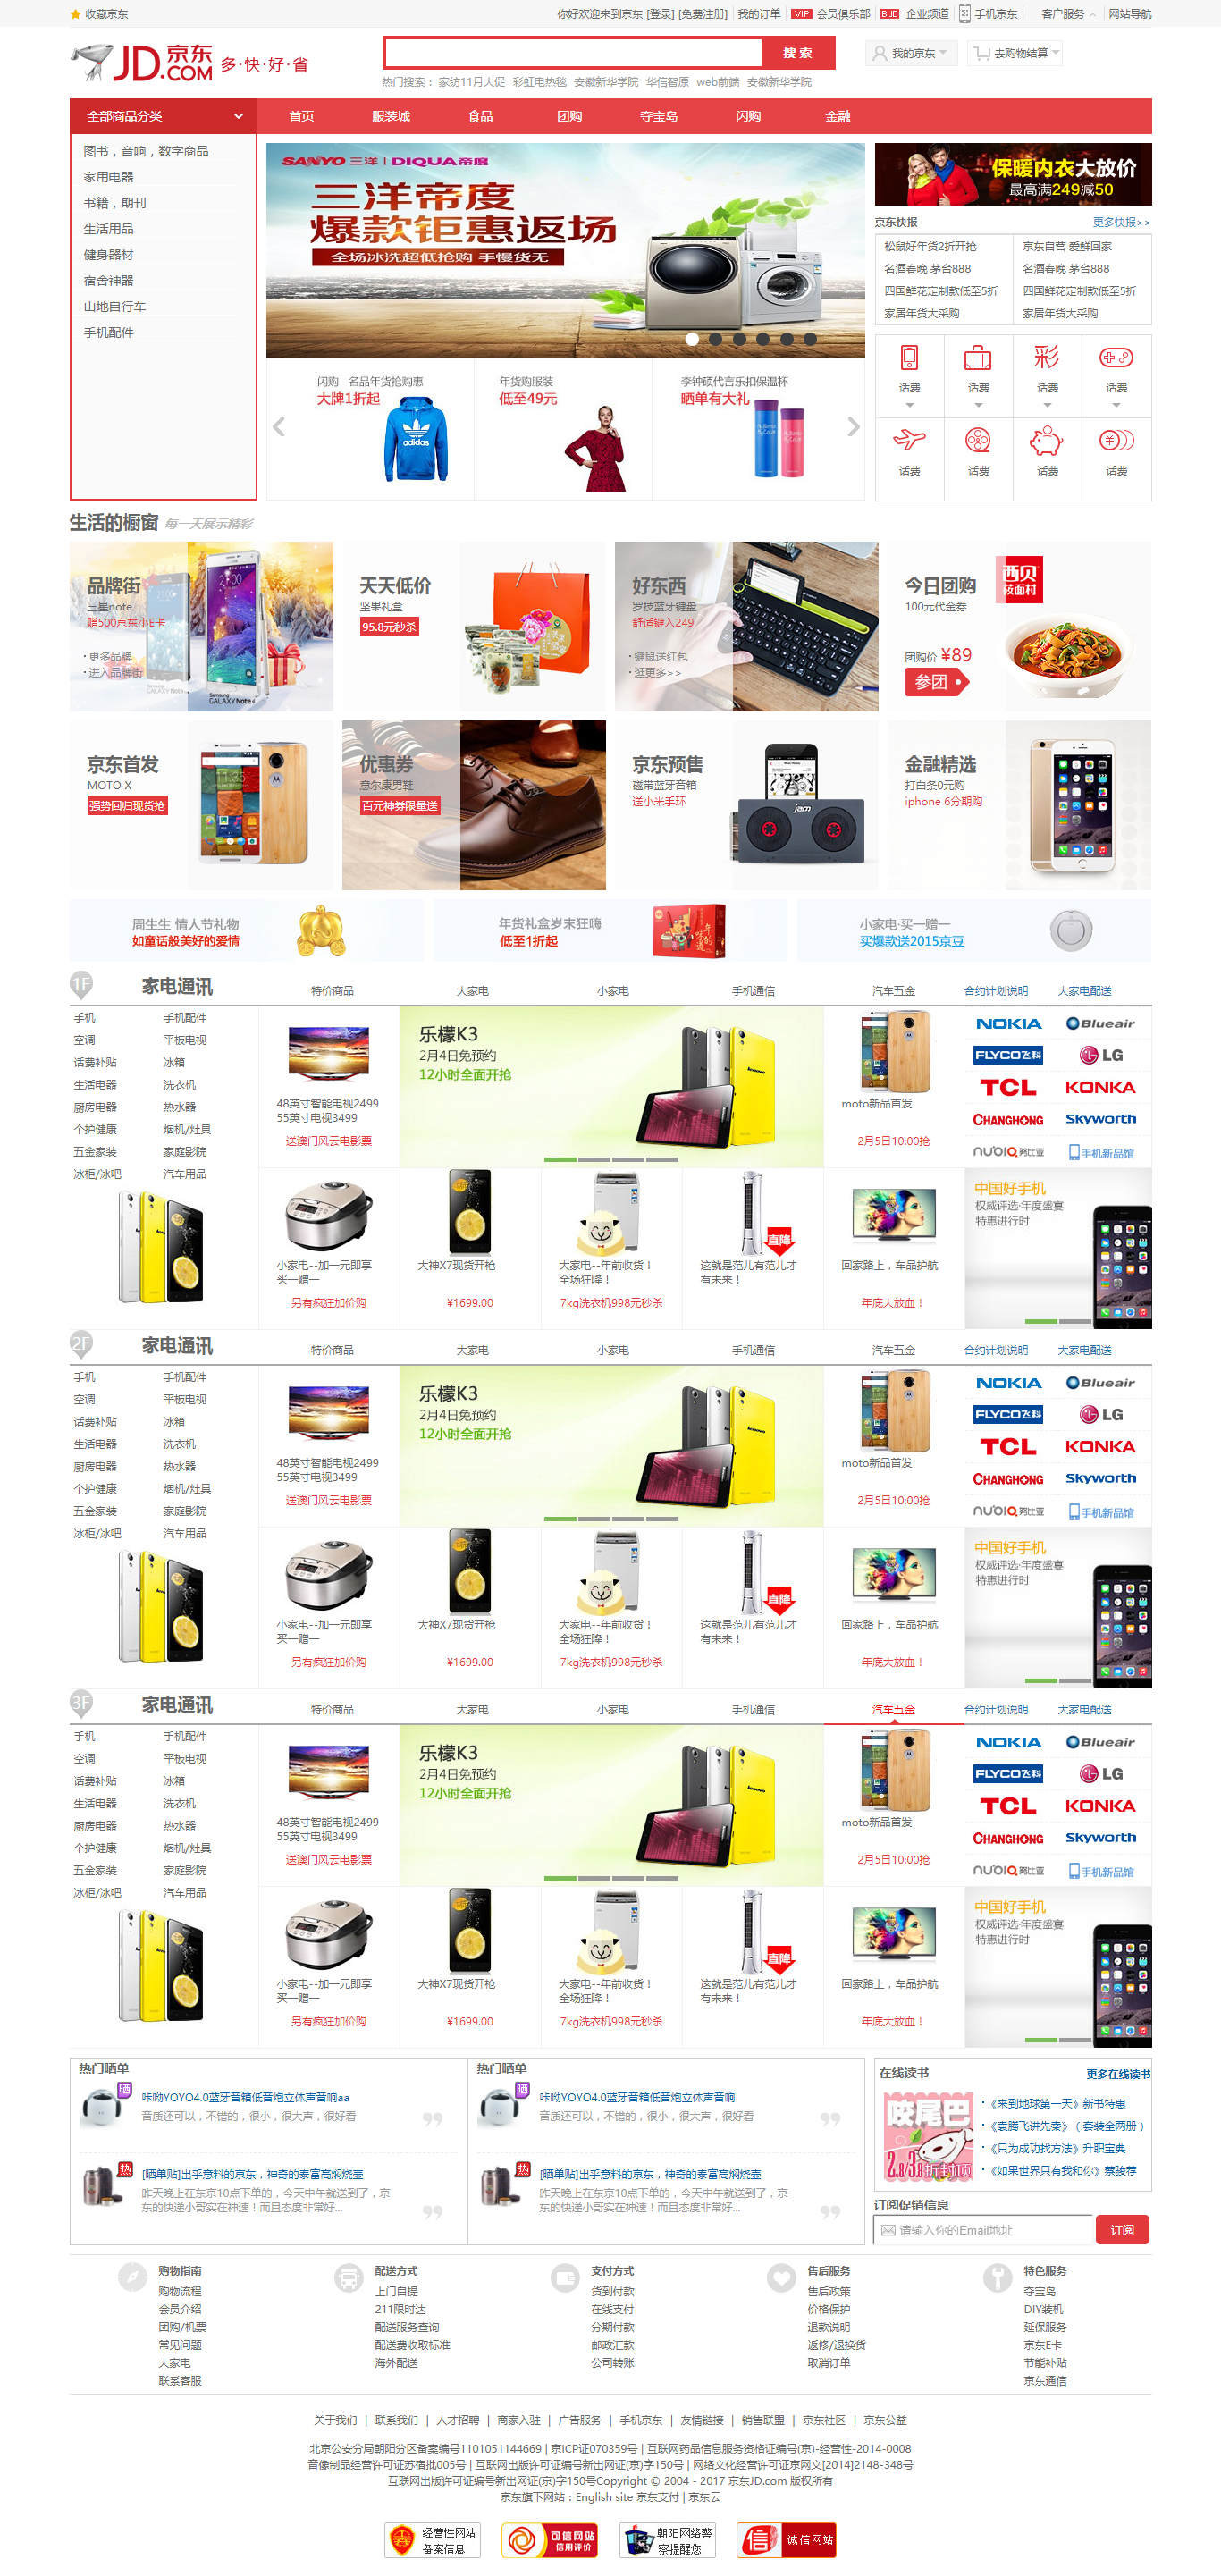 收藏京东
你好欢迎来到京东 [登录] [免费注册] 我的订单 VIP 会员俱乐部 BJD 企业频道 手机京东 客户服务 网站导航
JD.COM 京东 多·快·好·省
搜 索
我的京东
去购物结算
热门搜索： 家纺11月大促 彩虹电热毯 安徽新华学院 华信智原 web前端 安徽新华学院
全部商品分类 首页 服装城 食品 团购 夺宝岛 闪购 金融
图书，音响，数字商品
家用电器
书籍，期刊
生活用品
健身器材
宿舍神器
山地自行车
手机配件
SANYO 三洋 | DIQUA帝度
三洋帝度
爆款钜惠返场
全场冰洗超低抢购 手慢货无
闪购 名品年货抢购惠
大牌1折起
adidas
年货购服装
低至49元
李钟硕代言乐扣保温杯
晒单有大礼
保暖内衣大放价
最高满249减50
京东快报 更多快报>>
松鼠好年货2折开抢 京东自营 爱鲜回家
名酒春晚 茅台888 名酒春晚 茅台888
四国鲜花定制款低至5折 四国鲜花定制款低至5折
家居年货大采购 家居年货大采购
彩
话费 话费 话费 话费
话费 话费 话费 话费
生活的橱窗 每一天展示精彩
品牌街
三星note
赠500京东小E卡
· 更多品牌
· 进入品牌街
天天低价
坚果礼盒
95.8元秒杀
好东西
罗技蓝牙键盘
舒适键入249
· 键鼠送红包
· 逛更多>>
今日团购
100元代金券
西贝
莜面村
团购价 ¥89
参团
京东首发
MOTO X
强势回归现货抢
优惠券
意尔康男鞋
百元神券限量送
京东预售
磁带蓝牙音箱
送小米手环
jam
金融精选
打白条0元购
iphone 6分期购
周生生 情人节礼物
如童话般美好的爱情
年货礼盒岁末狂嗨
低至1折起
小家电·买一赠一
买爆款送2015京豆
1F 家电通讯 特价商品 大家电 小家电 手机通信 汽车五金 合约计划说明 大家电配送
手机 手机配件
空调 平板电视
话费补贴 冰箱
生活电器 洗衣机
厨房电器 热水器
个护健康 烟机/灶具
五金家装 家庭影院
冰柜/冰吧 汽车用品
48英寸智能电视2499
55英寸电视3499
送澳门风云电影票
乐檬K3
2月4日免预约
12小时全面开抢
moto新品首发
2月5日10:00抢
NOKIA Blueair
FLYCO飞科 LG
TCL KONKA
CHANGHONG Skyworth
nubia努比亚 手机新品馆
小家电--加一元即享
买一赠一
另有疯狂加价购
大神X7现货开枪
¥1699.00
大家电--年前收货！
全场狂降！
7kg洗衣机998元秒杀
直降
这就是范儿有范儿才
有未来！
回家路上，车品护航
年底大放血！
中国好手机
权威评选·年度盛宴
特惠进行时
2F 家电通讯 特价商品 大家电 小家电 手机通信 汽车五金 合约计划说明 大家电配送
手机 手机配件
空调 平板电视
话费补贴 冰箱
生活电器 洗衣机
厨房电器 热水器
个护健康 烟机/灶具
五金家装 家庭影院
冰柜/冰吧 汽车用品
48英寸智能电视2499
55英寸电视3499
送澳门风云电影票
乐檬K3
2月4日免预约
12小时全面开抢
moto新品首发
2月5日10:00抢
NOKIA Blueair
FLYCO飞科 LG
TCL KONKA
CHANGHONG Skyworth
nubia努比亚 手机新品馆
小家电--加一元即享
买一赠一
另有疯狂加价购
大神X7现货开枪
¥1699.00
大家电--年前收货！
全场狂降！
7kg洗衣机998元秒杀
直降
这就是范儿有范儿才
有未来！
回家路上，车品护航
年底大放血！
中国好手机
权威评选·年度盛宴
特惠进行时
3F 家电通讯 特价商品 大家电 小家电 手机通信 汽车五金 合约计划说明 大家电配送
手机 手机配件
空调 平板电视
话费补贴 冰箱
生活电器 洗衣机
厨房电器 热水器
个护健康 烟机/灶具
五金家装 家庭影院
冰柜/冰吧 汽车用品
48英寸智能电视2499
55英寸电视3499
送澳门风云电影票
乐檬K3
2月4日免预约
12小时全面开抢
moto新品首发
2月5日10:00抢
NOKIA Blueair
FLYCO飞科 LG
TCL KONKA
CHANGHONG Skyworth
nubia努比亚 手机新品馆
小家电--加一元即享
买一赠一
另有疯狂加价购
大神X7现货开枪
¥1699.00
大家电--年前收货！
全场狂降！
7kg洗衣机998元秒杀
直降
这就是范儿有范儿才
有未来！
回家路上，车品护航
年底大放血！
中国好手机
权威评选·年度盛宴
特惠进行时
热门晒单
晒
咔呦YOYO4.0蓝牙音箱低音炮立体声音响aa
音质还可以，不错的，很小，很大声，很好看
热
[晒单贴]出乎意料的京东，神奇的泰富高焖烧壶
昨天晚上在东京10点下单的，今天中午就送到了，京
东的快递小哥实在神速！而且态度非常好...
热门晒单
晒
咔呦YOYO4.0蓝牙音箱低音炮立体声音响
音质还可以，不错的，很小，很大声，很好看
热
[晒单贴]出乎意料的京东，神奇的泰富高焖烧壶
昨天晚上在东京10点下单的，今天中午就送到了，京
东的快递小哥实在神速！而且态度非常好...
在线读书 更多在线读书
咬尾巴
2.8/3.8折封顶
· 《来到地球第一天》新书特惠
· 《袁腾飞讲先秦》（套装全两册）
· 《只为成功找方法》升职宝典
· 《如果世界只有我和你》蔡骏荐
订阅促销信息
请输入你的Email地址 订阅
购物指南
购物流程
会员介绍
团购/机票
常见问题
大家电
联系客服
配送方式
上门自提
211限时达
配送服务查询
配送费收取标准
海外配送
支付方式
货到付款
在线支付
分期付款
邮政汇款
公司转账
售后服务
售后政策
价格保护
退款说明
返修/退换货
取消订单
特色服务
夺宝岛
DIY装机
延保服务
京东E卡
节能补贴
京东通信
关于我们 | 联系我们 | 人才招聘 | 商家入驻 | 广告服务 | 手机京东 | 友情链接 | 销售联盟 | 京东社区 | 京东公益
北京公安分局朝阳分区备案编号1101051144669 | 京ICP证070359号 | 互联网药品信息服务资格证编号(京)-经营性-2014-0008
音像制品经营许可证苏宿批005号 | 互联网出版许可证编号新出网证(京)字150号 | 网络文化经营许可证京网文[2014]2148-348号
互联网出版许可证编号新出网证(京)字150号Copyright © 2004 - 2017 京东JD.com 版权所有
京东旗下网站：English site 京东支付 | 京东云
经营性网站
备案信息
可信网站
信用评价
朝阳网络警
察提醒您
信 诚信网站